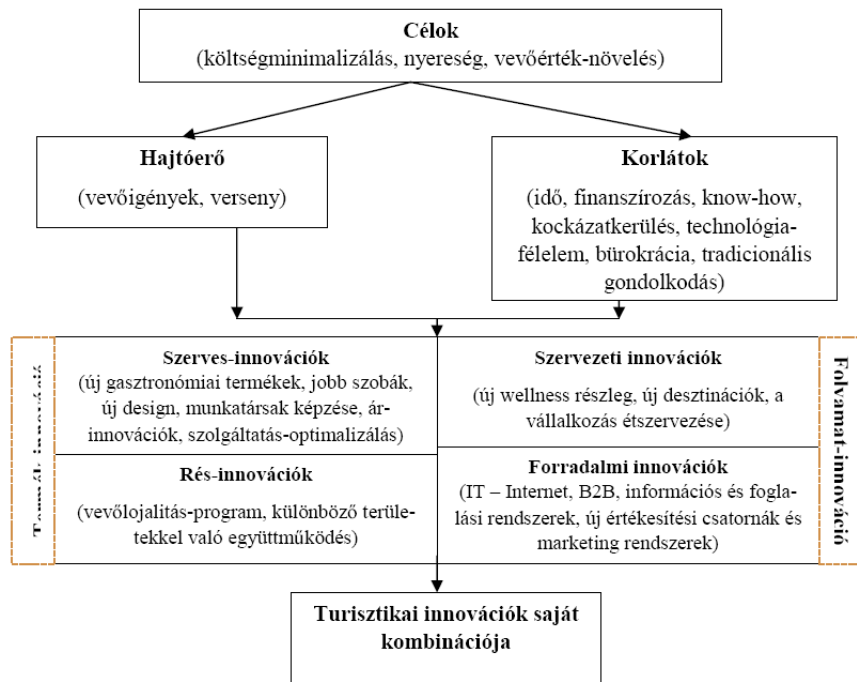 Célok
(költségminimalizálás, nyereség, vevőérték-növelés)
Hajtóerő
(vevőigények, verseny)
Korlátok
(idő, finanszírozás, know-how,
kockázatkerülés, technológia-
félelem, bürokrácia, tradicionális
gondolkodás)
Termék-innováció
Szerves-innovációk
(új gasztronómiai termékek, jobb szobák,
új design, munkatársak képzése, ár-
innovációk, szolgáltatás-optimalizálás)
Szervezeti innovációk
(új wellness részleg, új desztinációk, a
vállalkozás étszervezése)
Rés-innovációk
(vevőlojalitás-program, különböző terüle-
tekkel való együttműködés)
Forradalmi innovációk
(IT – Internet, B2B, információs és fogla-
lási rendszerek, új értékesítési csatornák és
marketing rendszerek)
Folyamat-innováció
Turisztikai innovációk saját
kombinációja